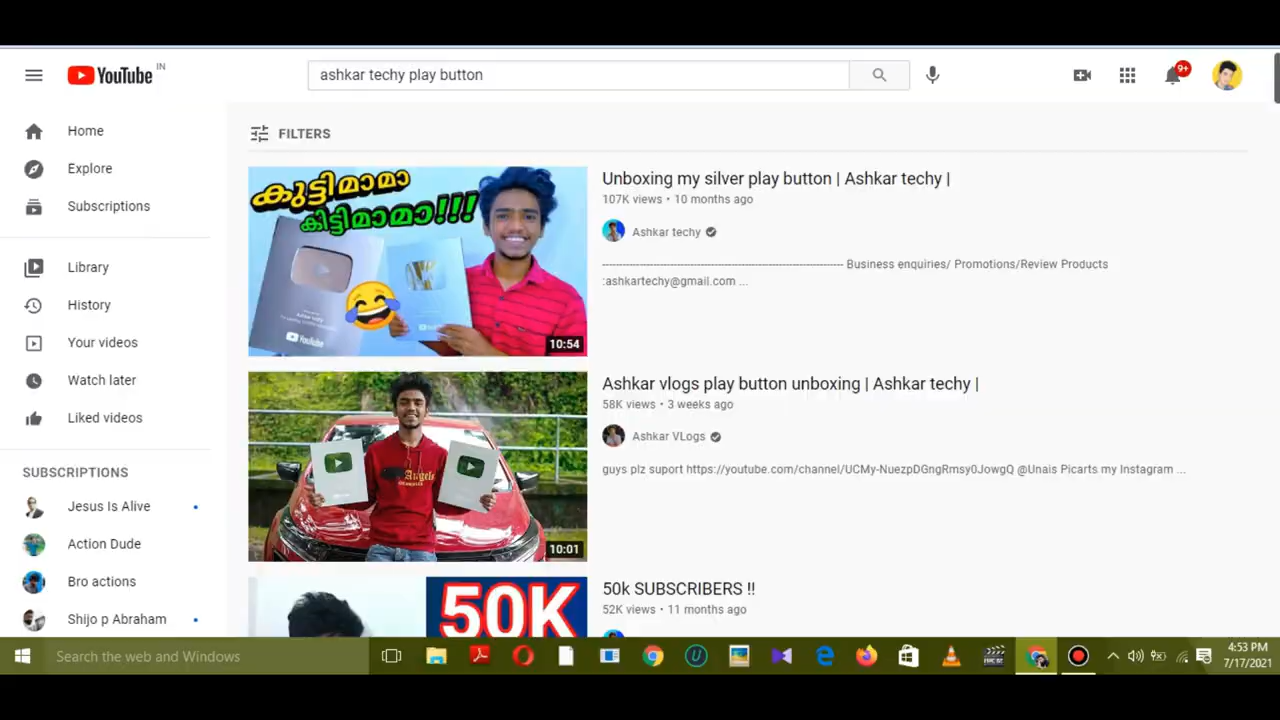 YouTube IN
ashkar techy play button
9+
Home
Explore
Subscriptions
Library
History
Your videos
Watch later
Liked videos
SUBSCRIPTIONS
Jesus Is Alive
Action Dude
Bro actions
Shijo p Abraham
FILTERS
കുട്ടിമാമാ
കിട്ടിമാമാ!!!
YouTube
10:54
Unboxing my silver play button | Ashkar techy |
107K views • 10 months ago
Ashkar techy
---------------------------------------------------------------------- Business enquiries/ Promotions/Review Products
:ashkartechy@gmail.com ...
Angels
10:01
Ashkar vlogs play button unboxing | Ashkar techy |
58K views • 3 weeks ago
Ashkar VLogs
guys plz suport https://youtube.com/channel/UCMy-NuezpDGngRmsy0JowgQ @Unais Picarts my Instagram ...
50K
50k SUBSCRIBERS !!
52K views • 11 months ago
Search the web and Windows
4:53 PM
7/17/2021